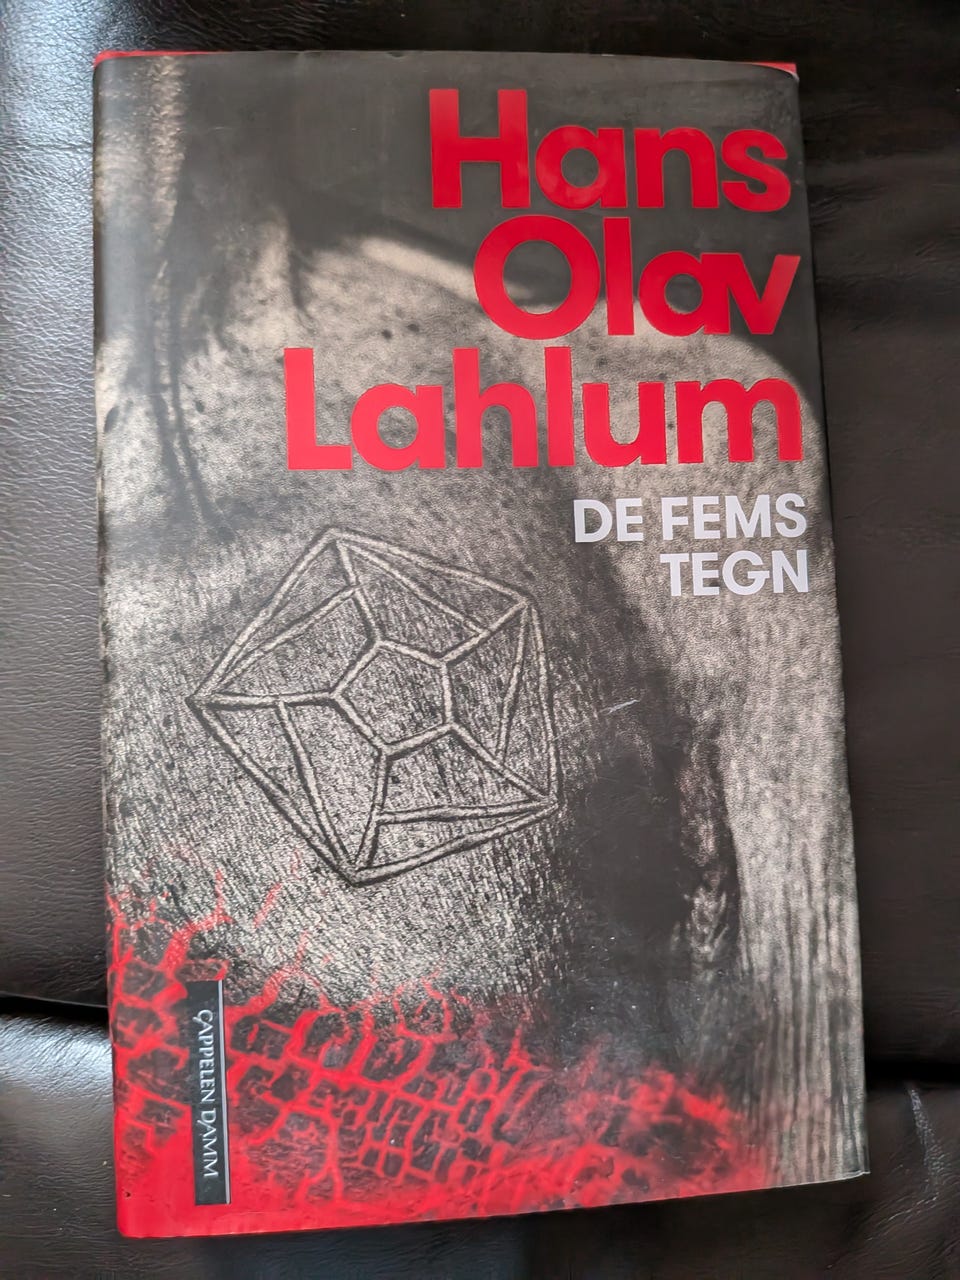 Hans
Olav
Lahlum
DE FEMS
TEGN
CAPPELEN DAMM